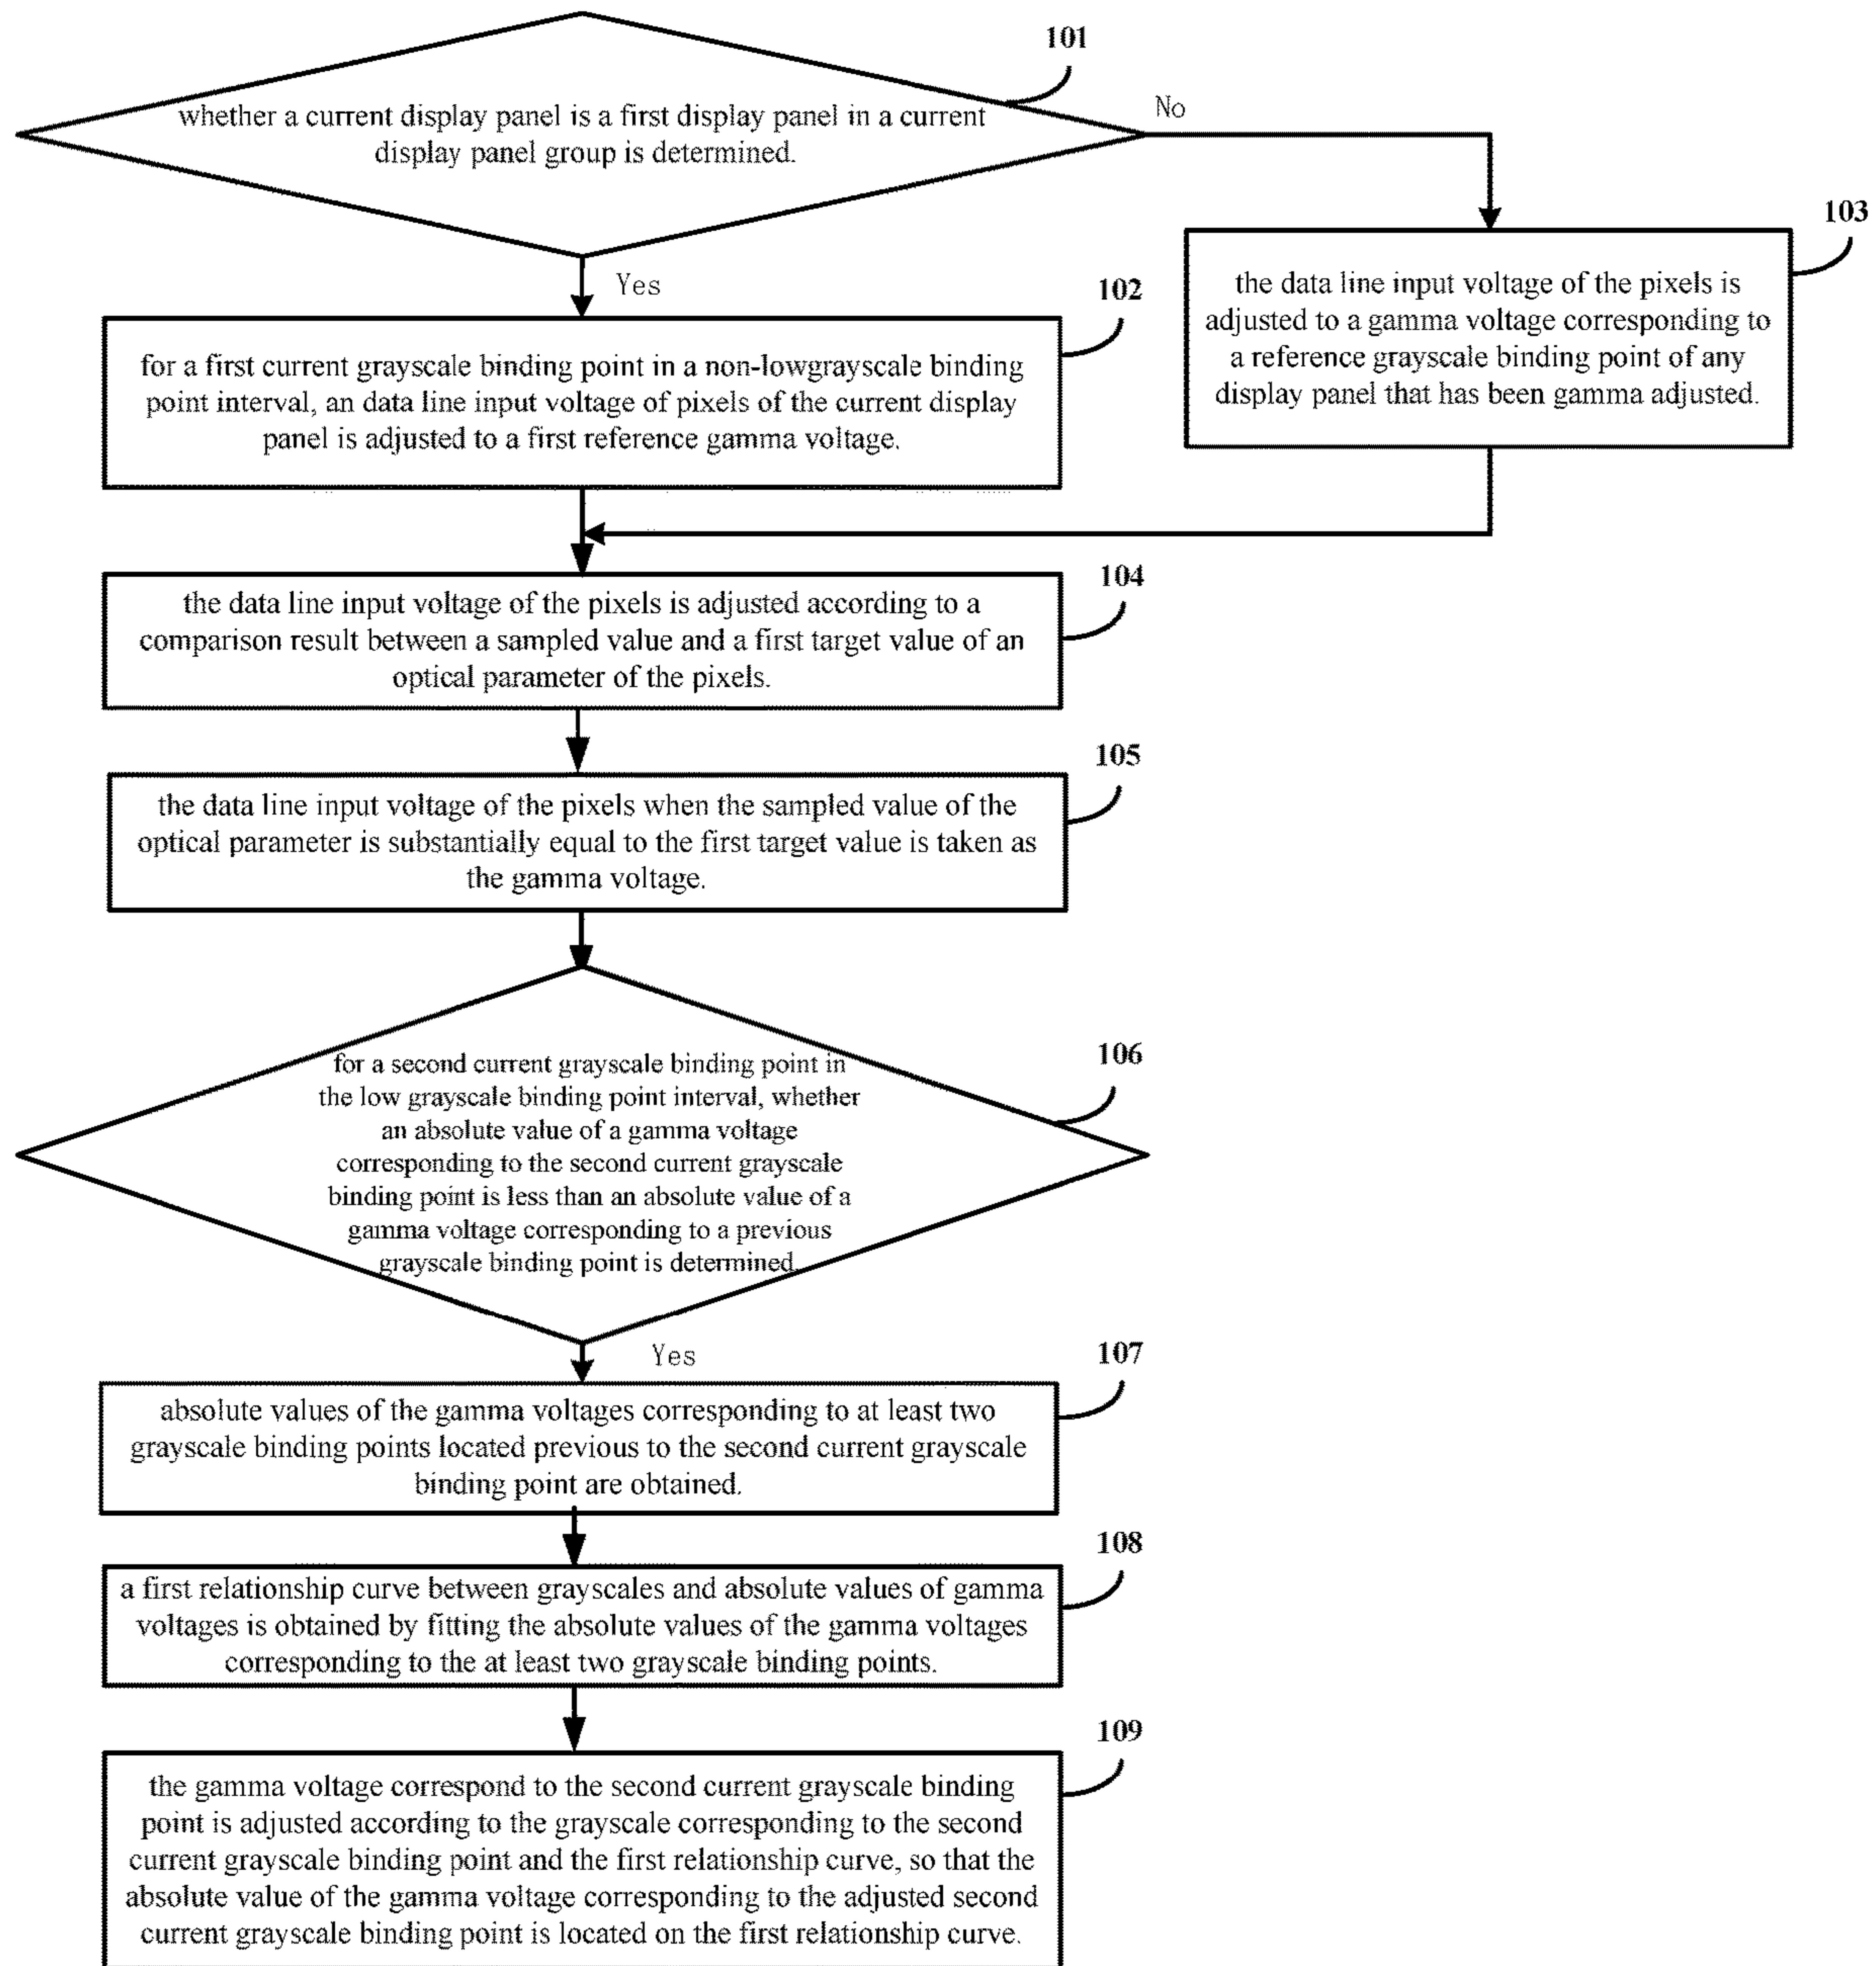 101
whether a current display panel is a first display panel in a current
display panel group is determined.
No
Yes
102
for a first current grayscale binding point in a non-lowgrayscale binding
point interval, an data line input voltage of pixels of the current display
panel is adjusted to a first reference gamma voltage.
103
the data line input voltage of the pixels is
adjusted to a gamma voltage corresponding to
a reference grayscale binding point of any
display panel that has been gamma adjusted.
104
the data line input voltage of the pixels is adjusted according to a
comparison result between a sampled value and a first target value of an
optical parameter of the pixels.
105
the data line input voltage of the pixels when the sampled value of the
optical parameter is substantially equal to the first target value is taken as
the gamma voltage.
106
for a second current grayscale binding point in
the low grayscale binding point interval, whether
an absolute value of a gamma voltage
corresponding to the second current grayscale
binding point is less than an absolute value of a
gamma voltage corresponding to a previous
grayscale binding point is determined.
Yes
107
absolute values of the gamma voltages corresponding to at least two
grayscale binding points located previous to the second current grayscale
binding point are obtained.
108
a first relationship curve between grayscales and absolute values of gamma
voltages is obtained by fitting the absolute values of the gamma voltages
corresponding to the at least two grayscale binding points.
109
the gamma voltage correspond to the second current grayscale binding
point is adjusted according to the grayscale corresponding to the second
current grayscale binding point and the first relationship curve, so that the
absolute value of the gamma voltage corresponding to the adjusted second
current grayscale binding point is located on the first relationship curve.